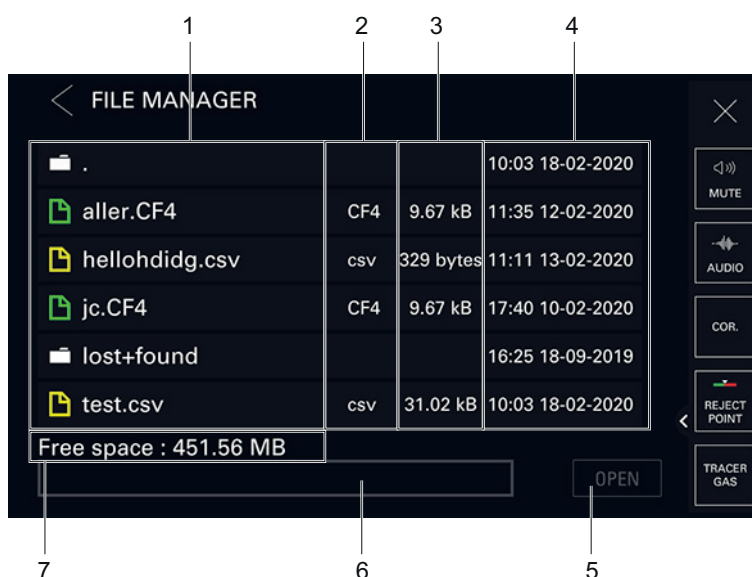 1 2 3 4
FILE MANAGER
. 10:03 18-02-2020
aller.CF4 CF4 9.67 kB 11:35 12-02-2020
hellohdidg.csv csv 329 bytes 11:11 13-02-2020
jc.CF4 CF4 9.67 kB 17:40 10-02-2020
lost+found 16:25 18-09-2019
test.csv csv 31.02 kB 10:03 18-02-2020
Free space : 451.56 MB
OPEN
MUTE
AUDIO
COR.
REJECT
POINT
TRACER
GAS
7 6 5